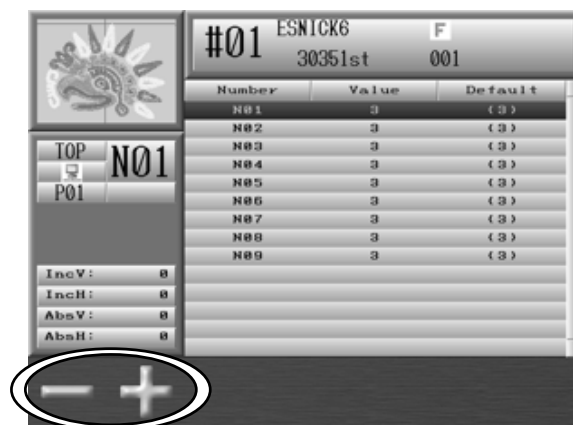 #01 ESNICK6 F
30351st 001
Number Value Default
N01 3 (3)
N02 3 (3)
N03 3 (3)
N04 3 (3)
N05 3 (3)
N06 3 (3)
N07 3 (3)
N08 3 (3)
N09 3 (3)
TOP N01
P01
IncV: 0
IncH: 0
AbsV: 0
AbsH: 0
− +